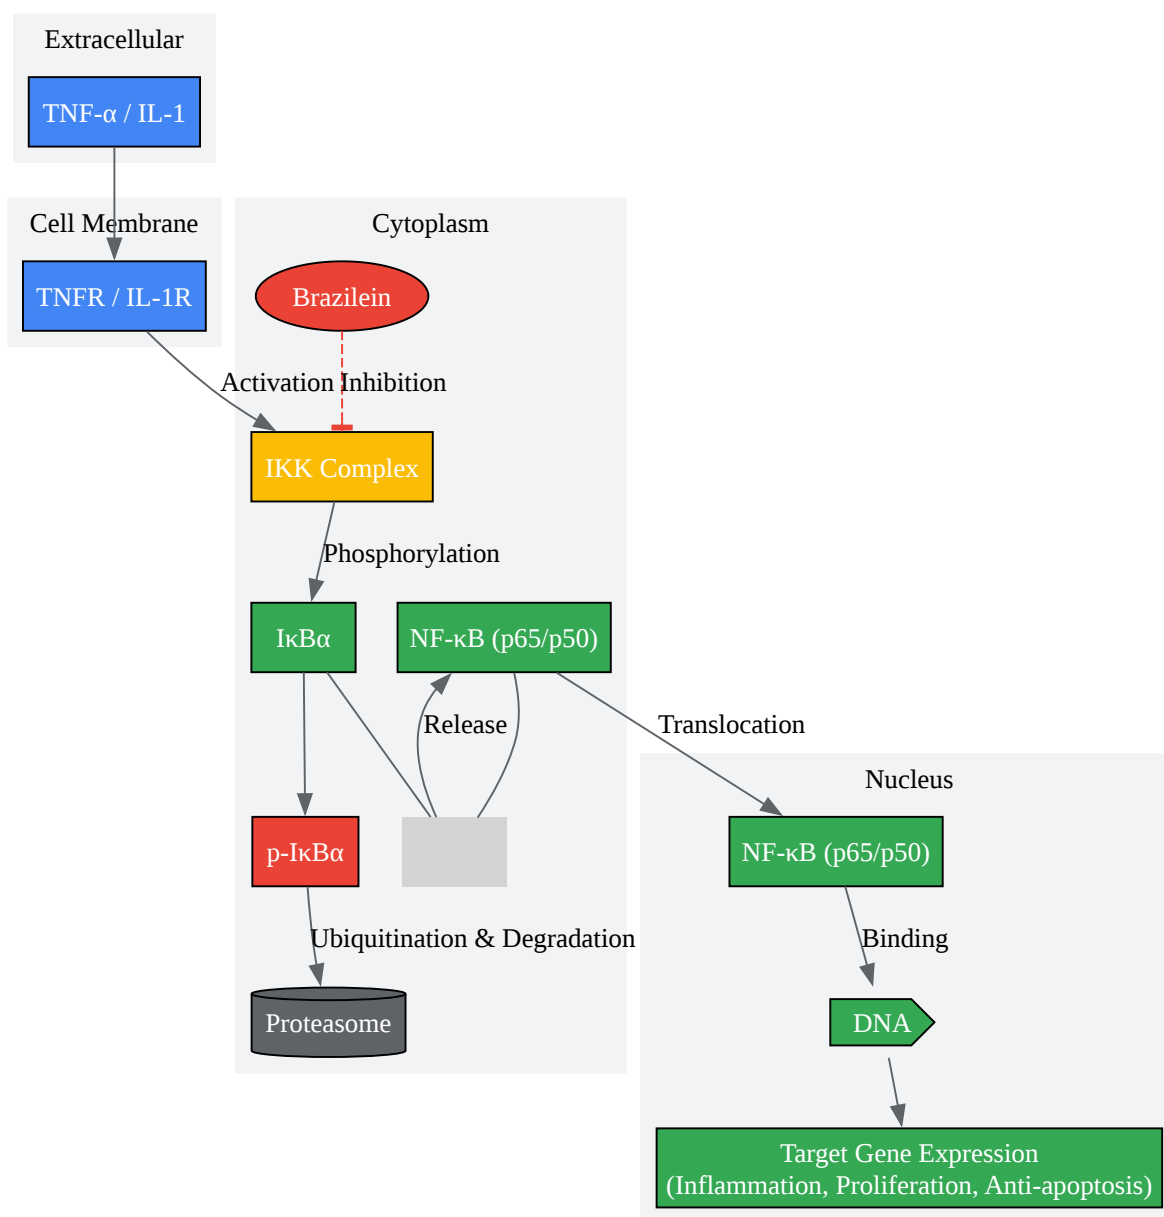 Extracellular
TNF-α / IL-1
Cell Membrane
TNFR / IL-1R
Cytoplasm
Brazilein
Activation
Inhibition
IKK Complex
Phosphorylation
IκBα
NF-κB (p65/p50)
Release
Translocation
Nucleus
p-IκBα
NF-κB (p65/p50)
Ubiquitination & Degradation
Binding
Proteasome
DNA
Target Gene Expression
(Inflammation, Proliferation, Anti-apoptosis)